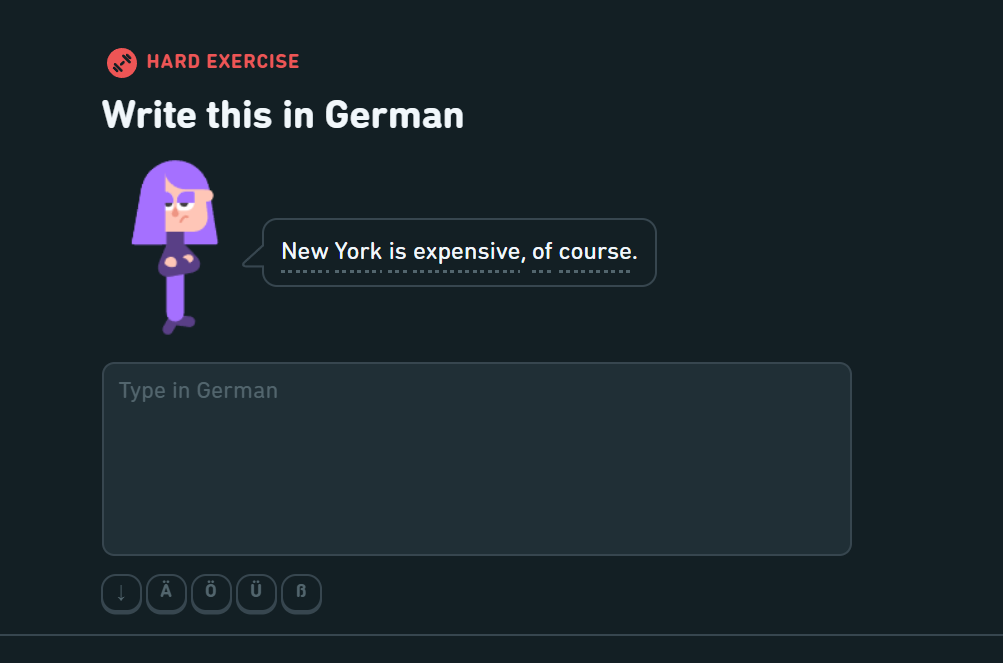 HARD EXERCISE
Write this in German
New York is expensive, of course.
Type in German
↓ Ä Ö Ü ß